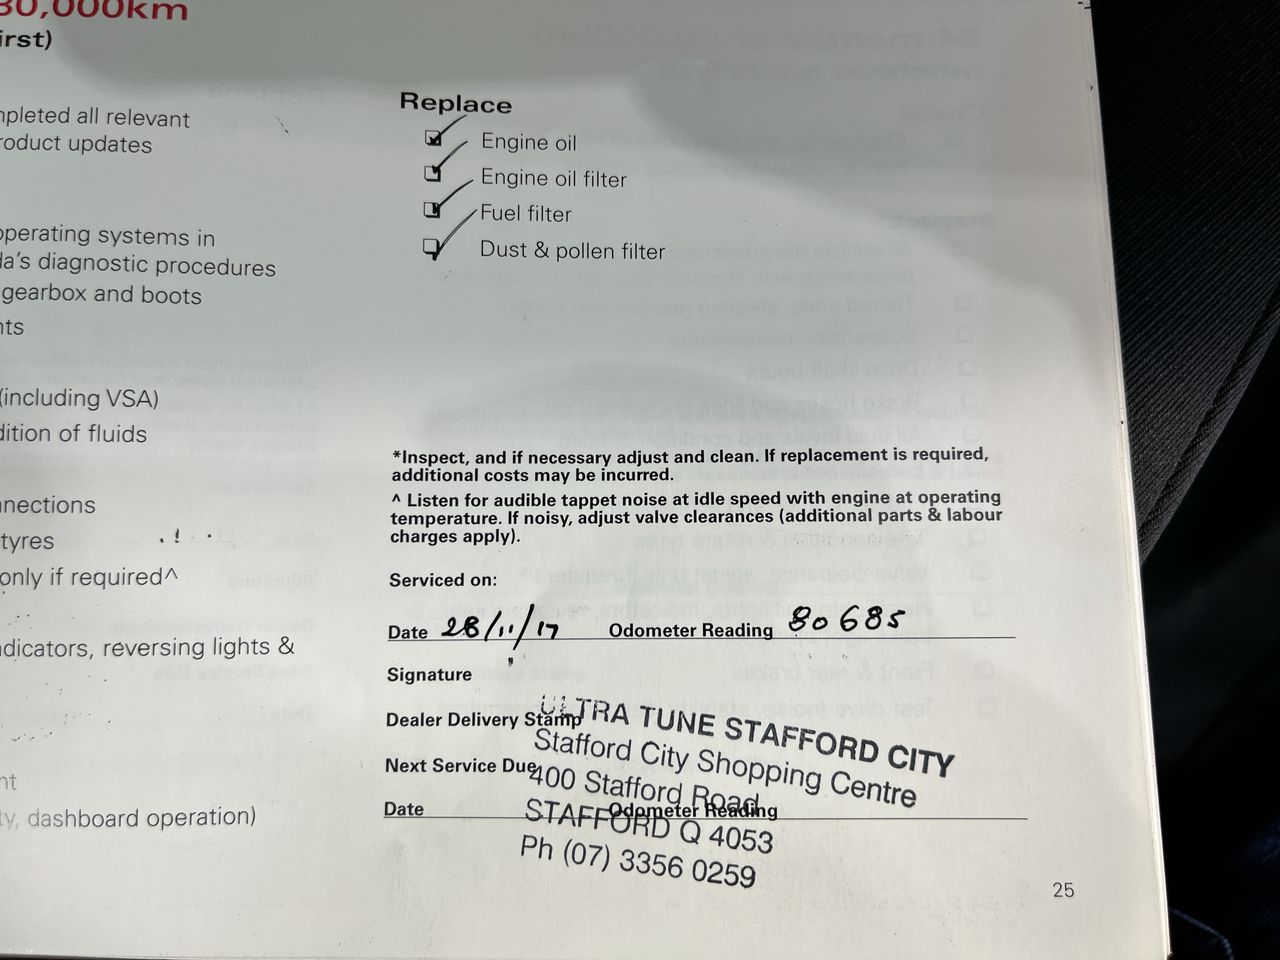 80,000km
irst)
mpleted all relevant
roduct updates
operating systems in
da's diagnostic procedures
gearbox and boots
nts
(including VSA)
dition of fluids
nnections
tyres
only if required^
ndicators, reversing lights &
nt
ty, dashboard operation)
Replace
Engine oil
Engine oil filter
Fuel filter
Dust & pollen filter
*Inspect, and if necessary adjust and clean. If replacement is required,
additional costs may be incurred.
^ Listen for audible tappet noise at idle speed with engine at operating
temperature. If noisy, adjust valve clearances (additional parts & labour
charges apply).
Serviced on:
Date 28/11/17 Odometer Reading 80685
Signature
Dealer Delivery Stamp
Next Service Due
Date Odometer Reading
ULTRA TUNE STAFFORD CITY
Stafford City Shopping Centre
400 Stafford Road
STAFFORD Q 4053
Ph (07) 3356 0259
25